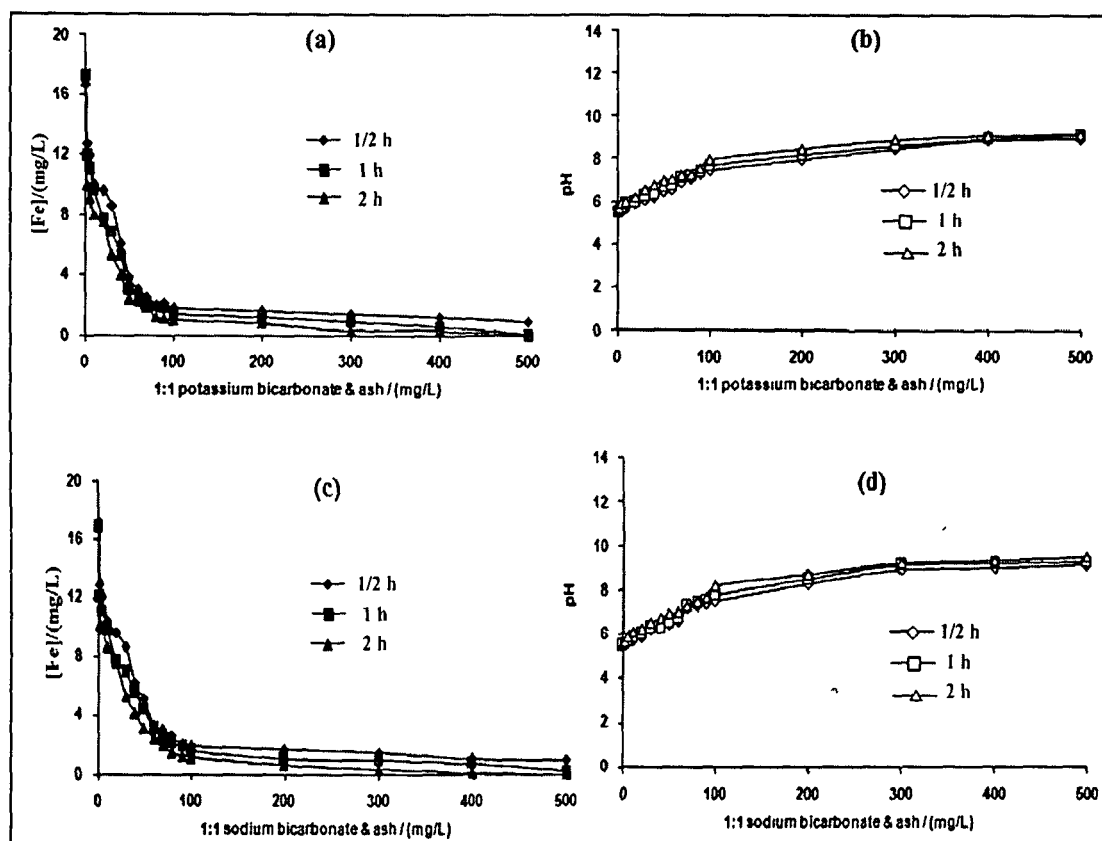 (a)
20
16
12
8
4
0
[Fe]/(mg/L)
1/2 h
1 h
2 h
0 100 200 300 400 500
1:1 potassium bicarbonate & ash / (mg/L)
(b)
14
12
10
8
6
4
2
0
pH
1/2 h
1 h
2 h
0 100 200 300 400 500
1:1 potassium bicarbonate & ash / (mg/L)
(c)
20
16
12
8
4
0
[Fe]/(mg/L)
1/2 h
1 h
2 h
0 100 200 300 400 500
1:1 sodium bicarbonate & ash / (mg/L)
(d)
14
12
10
8
6
4
2
0
pH
1/2 h
1 h
2 h
0 100 200 300 400 500
1:1 sodium bicarbonate & ash / (mg/L)